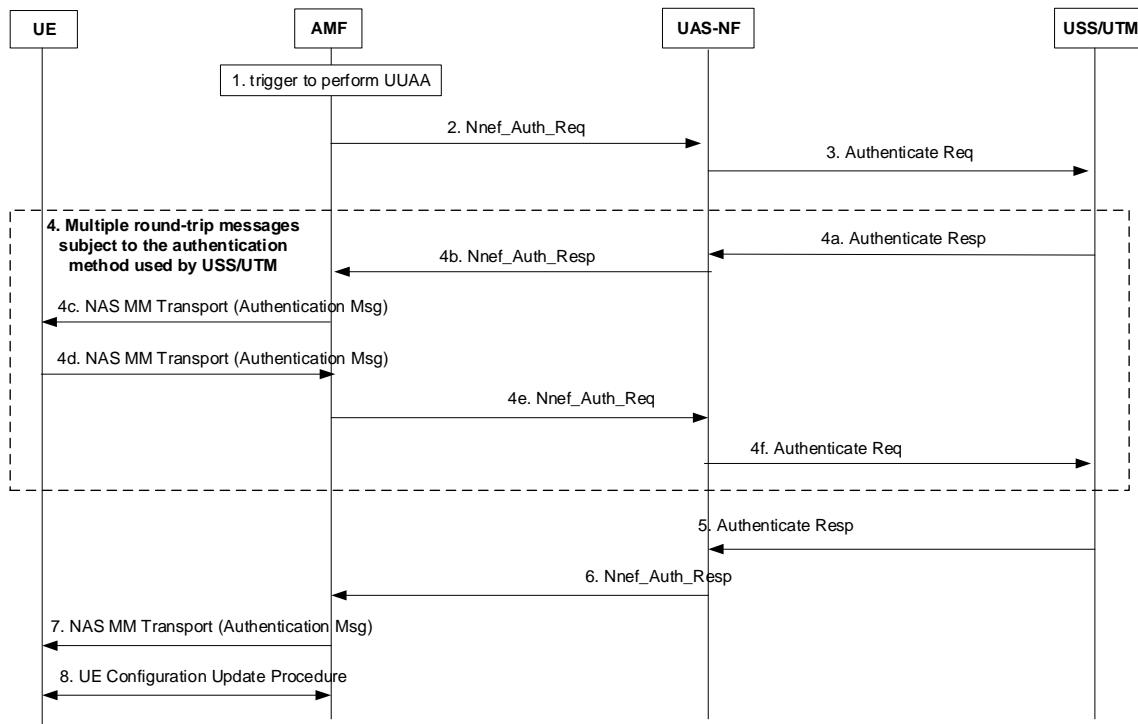 UE
AMF
UAS-NF
USS/UTM
1. trigger to perform UUAA
2. Nnef_Auth_Req
3. Authenticate Req
4. Multiple round-trip messages
subject to the authentication
method used by USS/UTM
4a. Authenticate Resp
4b. Nnef_Auth_Resp
4c. NAS MM Transport (Authentication Msg)
4d. NAS MM Transport (Authentication Msg)
4e. Nnef_Auth_Req
4f. Authenticate Req
5. Authenticate Resp
6. Nnef_Auth_Resp
7. NAS MM Transport (Authentication Msg)
8. UE Configuration Update Procedure